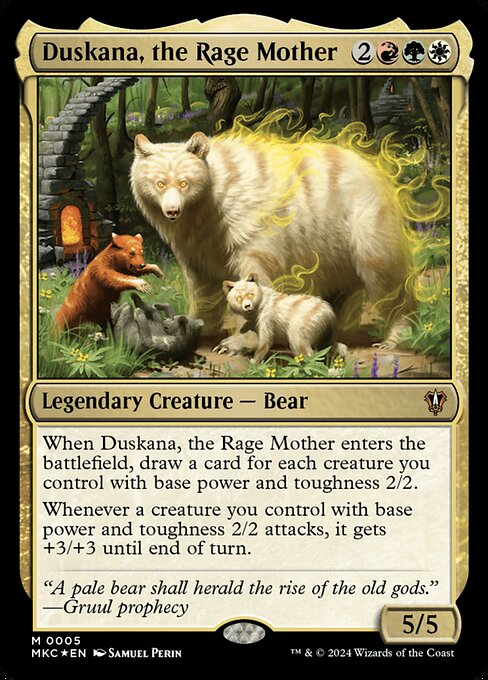 Duskana, the Rage Mother 2
Legendary Creature — Bear
When Duskana, the Rage Mother enters the
battlefield, draw a card for each creature you
control with base power and toughness 2/2.
Whenever a creature you control with base
power and toughness 2/2 attacks, it gets
+3/+3 until end of turn.
“A pale bear shall herald the rise of the old gods.”
—Gruul prophecy
5/5
M 0005
MKC★EN Samuel Perin
™ & © 2024 Wizards of the Coast